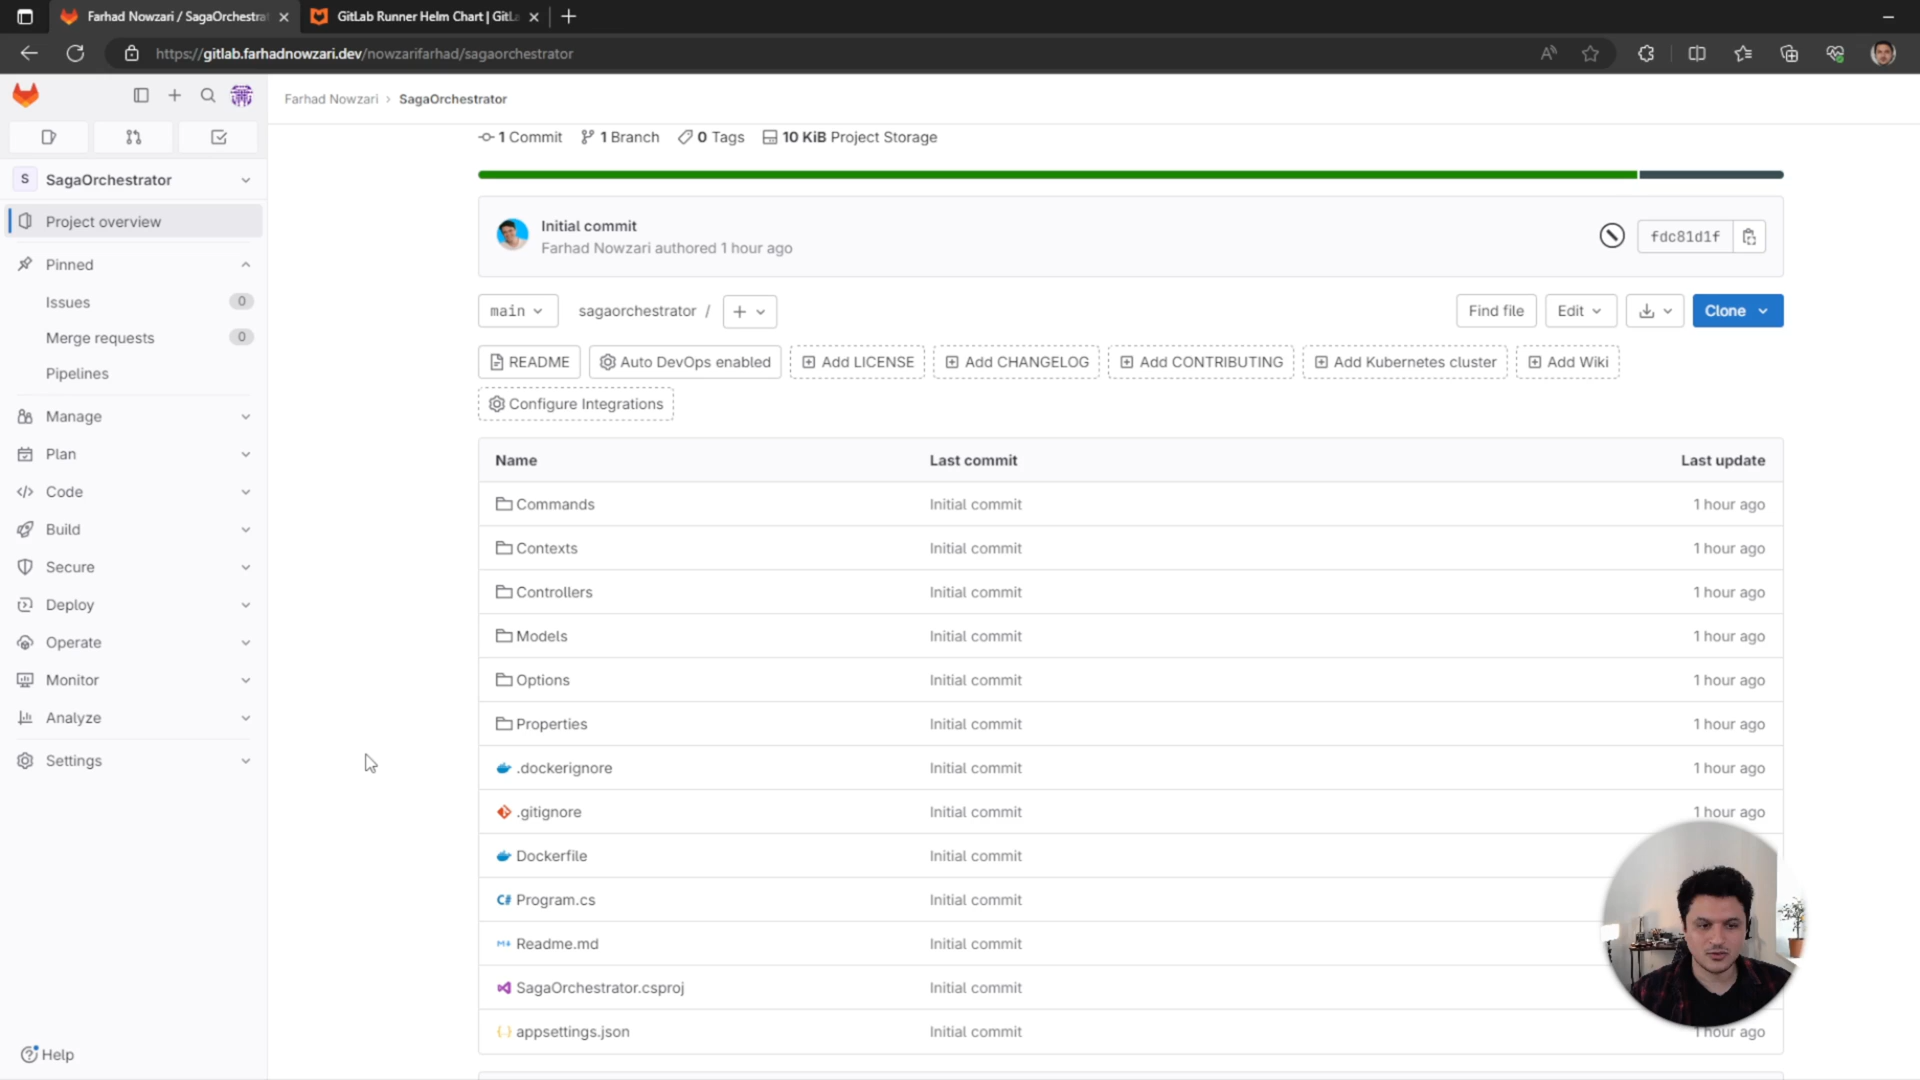 Farhad Nowzari / SagaOrchestra
GitLab Runner Helm Chart | GitLa
https://gitlab.farhadnowzari.dev/nowzarifarhad/sagaorchestrator
Farhad Nowzari › SagaOrchestrator
1 Commit 1 Branch 0 Tags 10 KiB Project Storage
S SagaOrchestrator
Project overview
Pinned
Issues 0
Merge requests 0
Pipelines
Manage
Plan
Code
Build
Secure
Deploy
Operate
Monitor
Analyze
Settings
Help
Initial commit
Farhad Nowzari authored 1 hour ago
fdc81d1f
main sagaorchestrator / +
Find file Edit Clone
README Auto DevOps enabled Add LICENSE Add CHANGELOG Add CONTRIBUTING Add Kubernetes cluster Add Wiki
Configure Integrations
Name Last commit Last update
Commands Initial commit 1 hour ago
Contexts Initial commit 1 hour ago
Controllers Initial commit 1 hour ago
Models Initial commit 1 hour ago
Options Initial commit 1 hour ago
Properties Initial commit 1 hour ago
.dockerignore Initial commit 1 hour ago
.gitignore Initial commit 1 hour ago
Dockerfile Initial commit
C# Program.cs Initial commit
Readme.md Initial commit
SagaOrchestrator.csproj Initial commit
appsettings.json Initial commit 1 hour ago